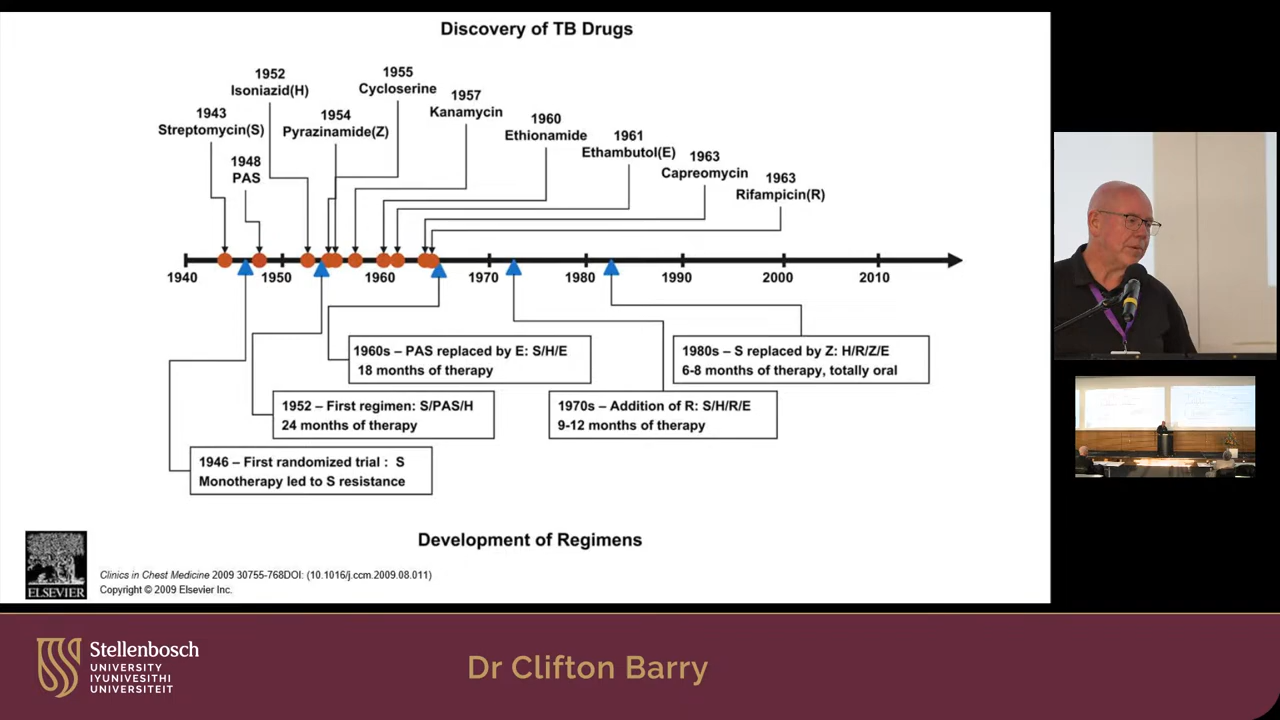 Discovery of TB Drugs
1952
Isoniazid(H)
1955
Cycloserine
1943
Streptomycin(S)
1954
Pyrazinamide(Z)
1957
Kanamycin
1948
PAS
1960
Ethionamide
1961
Ethambutol(E)
1963
Capreomycin
1963
Rifampicin(R)
1940
1950
1960
1970
1980
1990
2000
2010
1960s – PAS replaced by E: S/H/E
18 months of therapy
1980s – S replaced by Z: H/R/Z/E
6-8 months of therapy, totally oral
1952 – First regimen: S/PAS/H
24 months of therapy
1970s – Addition of R: S/H/R/E
9-12 months of therapy
1946 – First randomized trial : S
Monotherapy led to S resistance
Development of Regimens
ELSEVIER
Clinics in Chest Medicine 2009 30755-768DOI: (10.1016/j.ccm.2009.08.011)
Copyright © 2009 Elsevier Inc.
Stellenbosch
UNIVERSITY
IYUNIVESITHI
UNIVERSITEIT
Dr Clifton Barry